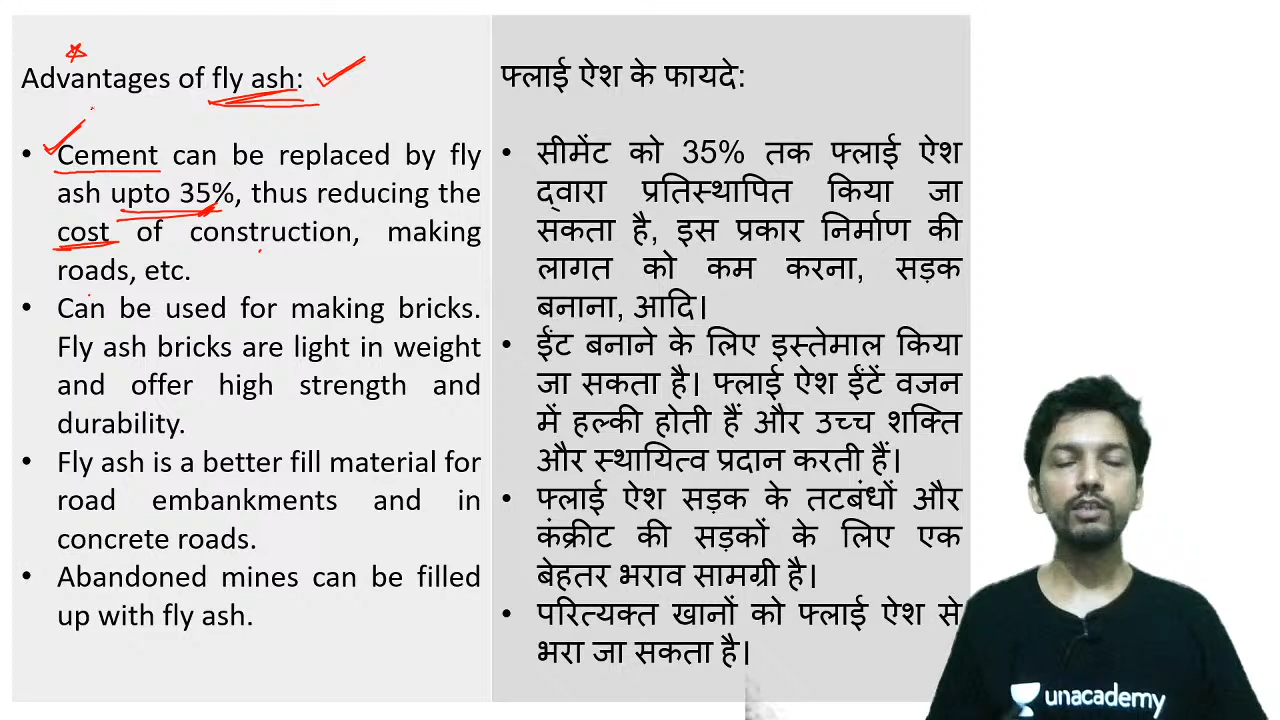 Advantages of fly ash:
• Cement can be replaced by fly
ash upto 35%, thus reducing the
cost of construction, making
roads, etc.
• Can be used for making bricks.
Fly ash bricks are light in weight
and offer high strength and
durability.
• Fly ash is a better fill material for
road embankments and in
concrete roads.
• Abandoned mines can be filled
up with fly ash.
फ्लाई ऐश के फायदे:
• सीमेंट को 35% तक फ्लाई ऐश
द्वारा प्रतिस्थापित किया जा
सकता है, इस प्रकार निर्माण की
लागत को कम करना, सड़क
बनाना, आदि।
• ईंट बनाने के लिए इस्तेमाल किया
जा सकता है। फ्लाई ऐश ईंटें वजन
में हल्की होती हैं और उच्च शक्ति
और स्थायित्व प्रदान करती हैं।
• फ्लाई ऐश सड़क के तटबंधों और
कंक्रीट की सड़कों के लिए एक
बेहतर भराव सामग्री है।
• परित्यक्त खानों को फ्लाई ऐश से
भरा जा सकता है।
unacademy